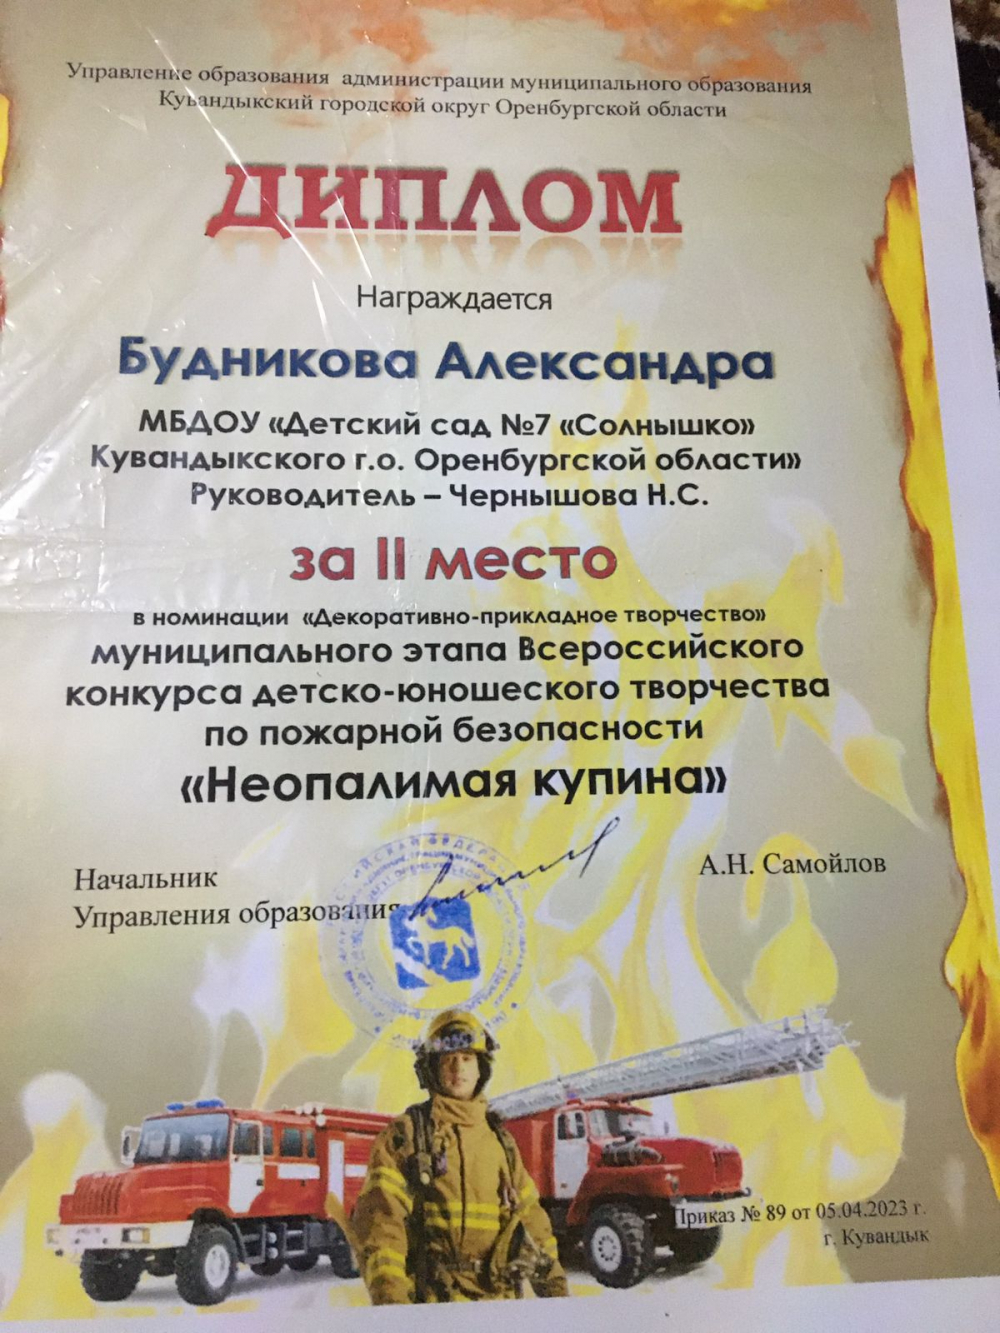 Управление образования администрации муниципального образования
Кувандыкский городской округ Оренбургской области
ДИПЛОМ
Награждается
Будникова Александра
МБДОУ «Детский сад №7 «Солнышко»
Кувандыкского г.о. Оренбургской области»
Руководитель – Чернышова Н.С.
за II место
в номинации «Декоративно-прикладное творчество»
муниципального этапа Всероссийского
конкурса детско-юношеского творчества
по пожарной безопасности
«Неопалимая купина»
Начальник
Управления образования
А.Н. Самойлов
Приказ № 89 от 05.04.2023 г.
г. Кувандык